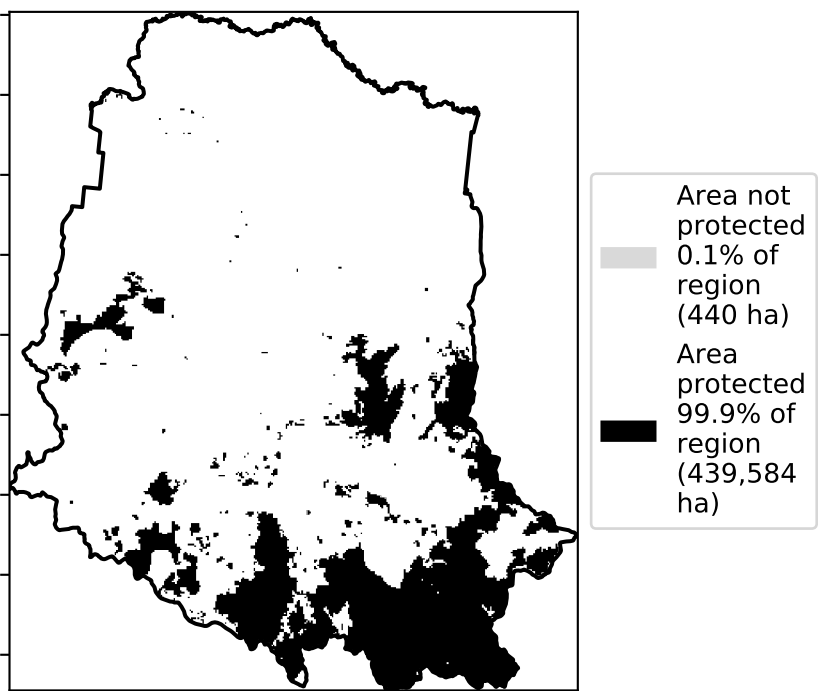 Area not
protected
0.1% of
region
(440 ha)
Area
protected
99.9% of
region
(439,584
ha)